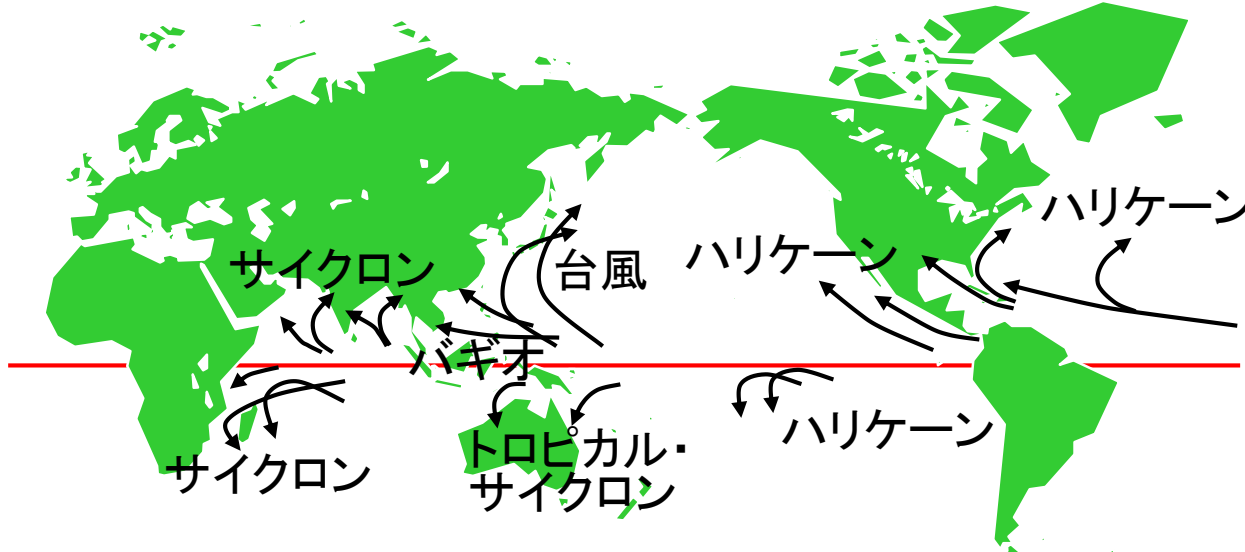 ハリケーン
サイクロン
台風
ハリケーン
バギオ
ハリケーン
サイクロン
トロピカル・
サイクロン